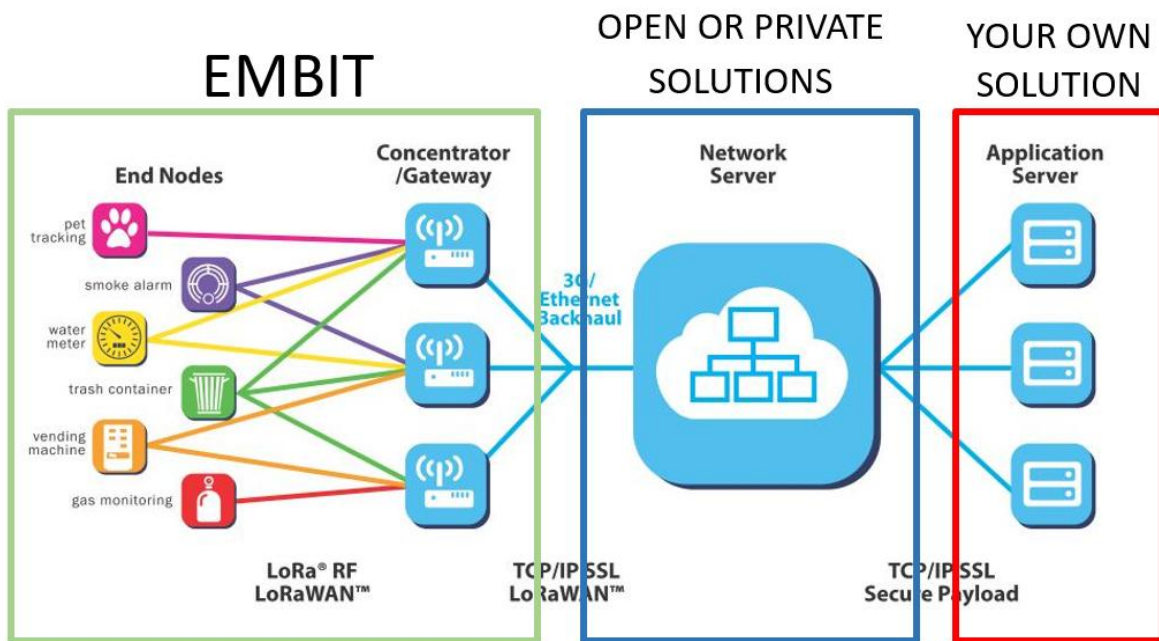 EMBIT
OPEN OR PRIVATE
SOLUTIONS
YOUR OWN
SOLUTION
End Nodes
Concentrator
/Gateway
Network
Server
Application
Server
pet
tracking
smoke alarm
water
meter
trash container
vending
machine
gas monitoring
3G/
Ethernet
Backhaul
LoRa® RF
LoRaWAN™
TCP/IP SSL
LoRaWAN™
TCP/IP SSL
Secure Payload